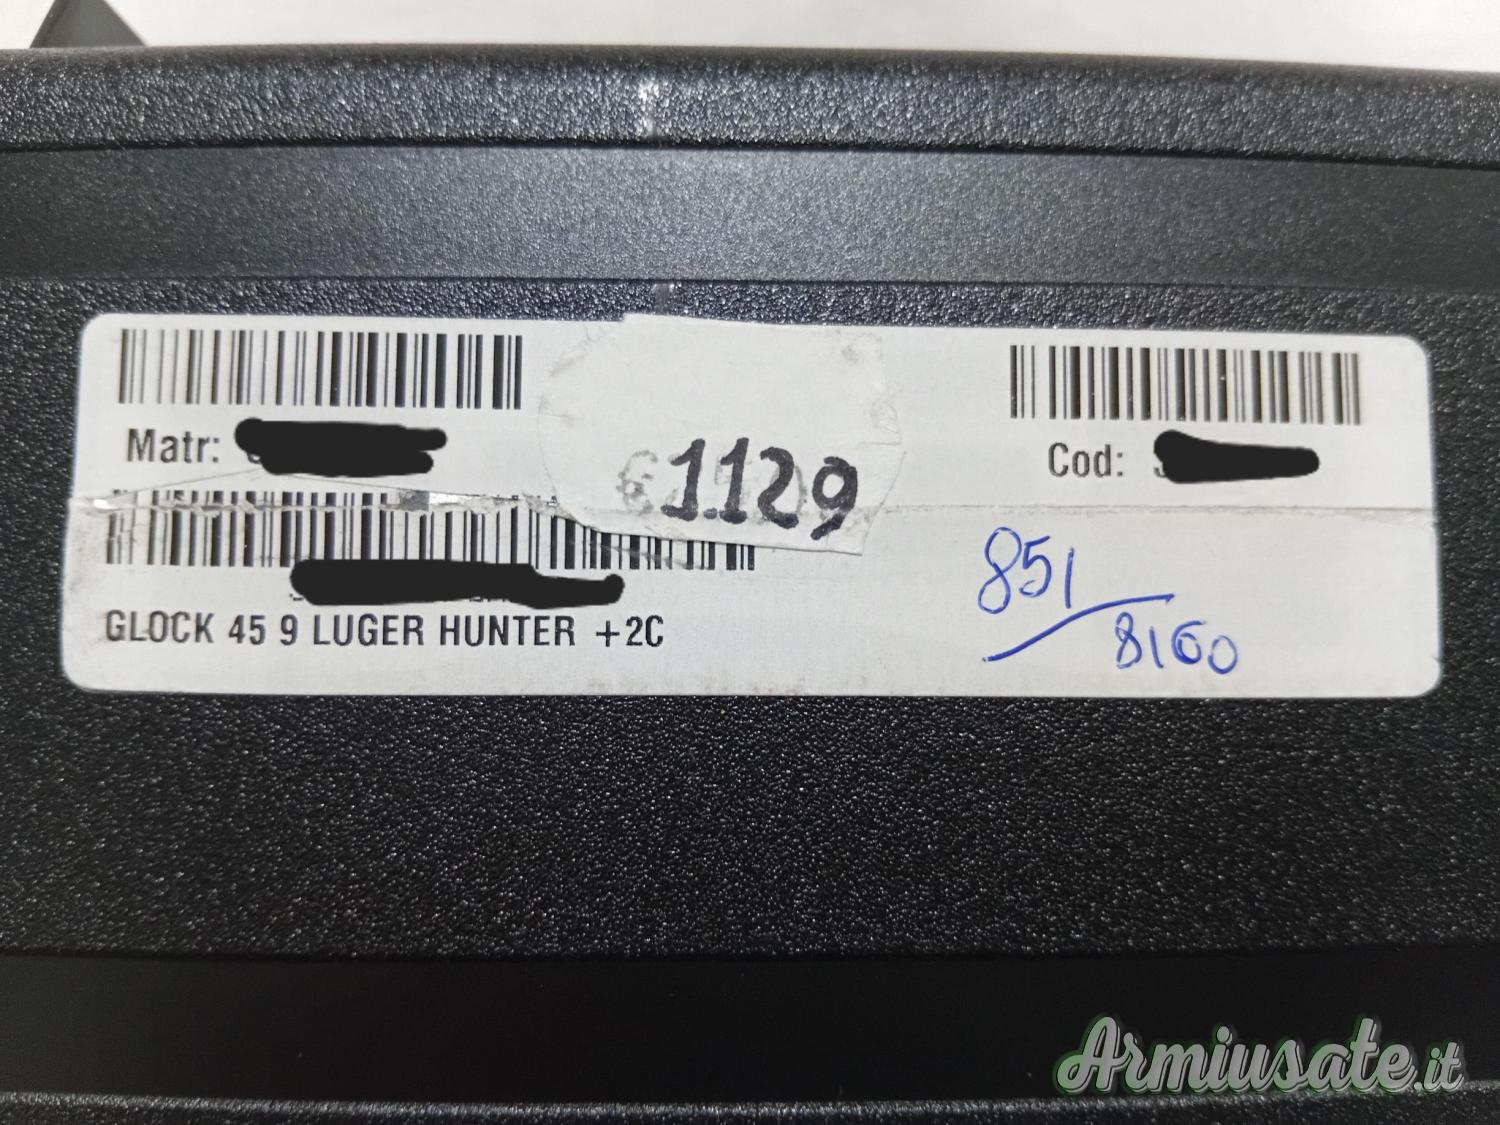 Matr:
1129
Cod:
851/
8160
GLOCK 45 9 LUGER HUNTER +2C
Armiusate.it